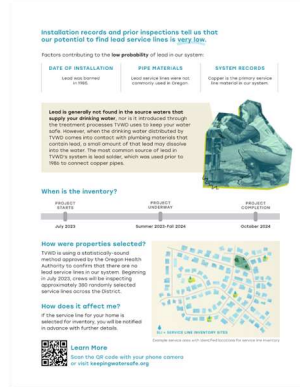 Installation records and prior inspections tell us that
our potential to find lead service lines is very low.
Factors contributing to the low probability of lead in our system:
DATE OF INSTALLATION
Lead was banned
in 1985.
PIPE MATERIALS
Lead service lines were not
commonly used in Oregon.
SYSTEM RECORDS
Copper is the primary service
line material in our system.
Lead is generally not found in the source waters that
supply your drinking water, nor is it introduced through
the treatment processes TVWD uses to keep your water
safe. However, when the drinking water distributed by
TVWD comes into contact with plumbing materials that
contain lead, a small amount of that lead may dissolve
into the water. The most common source of lead in
TVWD's system is lead solder, which was used prior to
1986 to connect copper pipes.
When is the inventory?
PROJECT
STARTS
July 2023
PROJECT
UNDERWAY
Summer 2023-Fall 2024
PROJECT
COMPLETION
October 2024
How were properties selected?
TVWD is using a statistically-sound
method approved by the Oregon Health
Authority to confirm that there are no
lead service lines in our system. Beginning
in July 2023, crews will be inspecting
approximately 380 randomly selected
service lines across the District.
How does it affect me?
If the service line for your home is
selected for inventory, you will be notified
in advance with further details.
SERVICE LINE INVENTORY SITES
Learn More
Scan the QR code with your phone camera
or visit keepingwatersafe.org